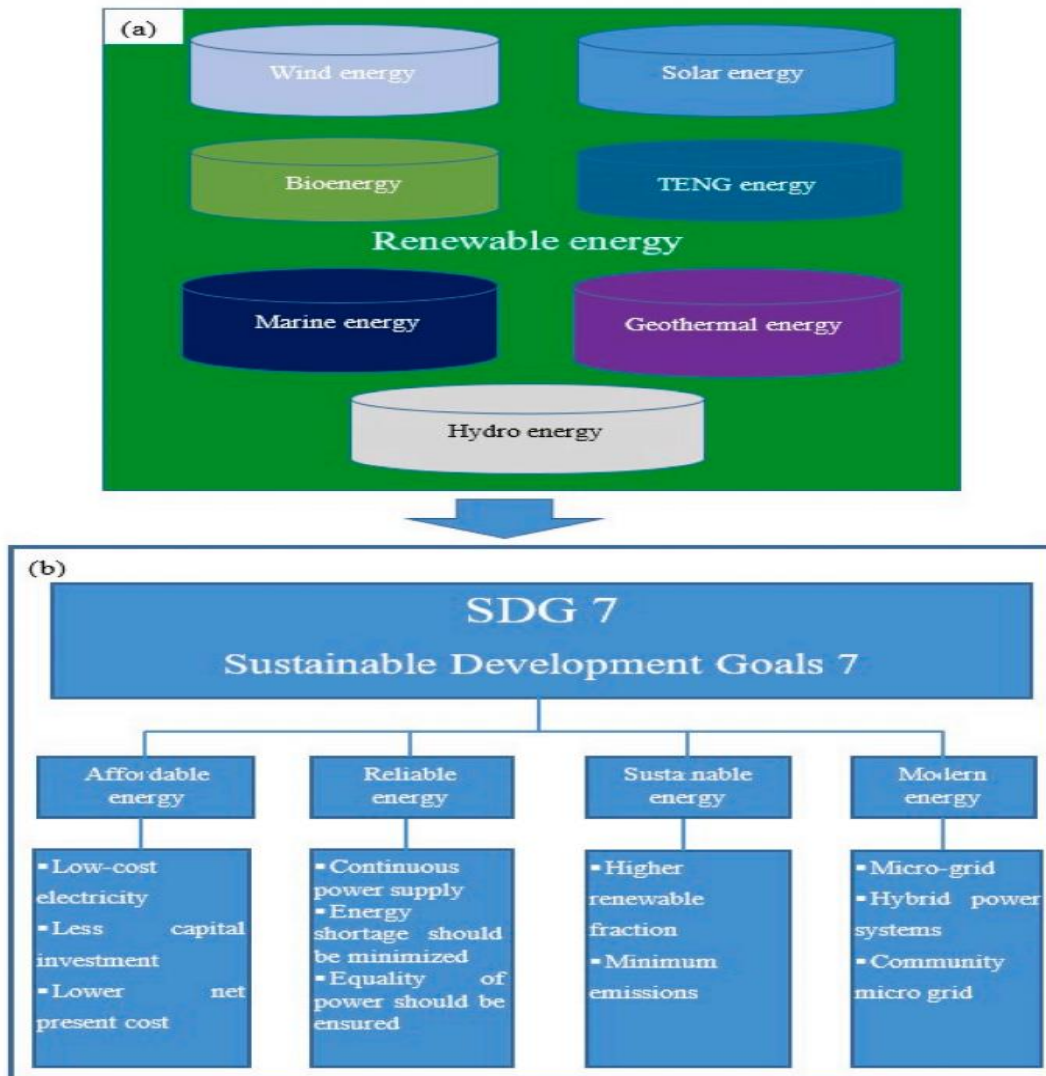 (a)
Wind energy
Solar energy
Bioenergy
TENG energy
Renewable energy
Marine energy
Geothermal energy
Hydro energy
(b)
SDG 7
Sustainable Development Goals 7
Affordable
energy
Reliable
energy
Sustainable
energy
Modern
energy
▪Low-cost
electricity
▪Less capital
investment
▪Lower net
present cost
▪Continuous
power supply
▪Energy
shortage should
be minimized
▪Equality of
power should be
ensured
▪Higher
renewable
fraction
▪Minimum
emissions
▪Micro-grid
▪Hybrid power
systems
▪Community
micro grid